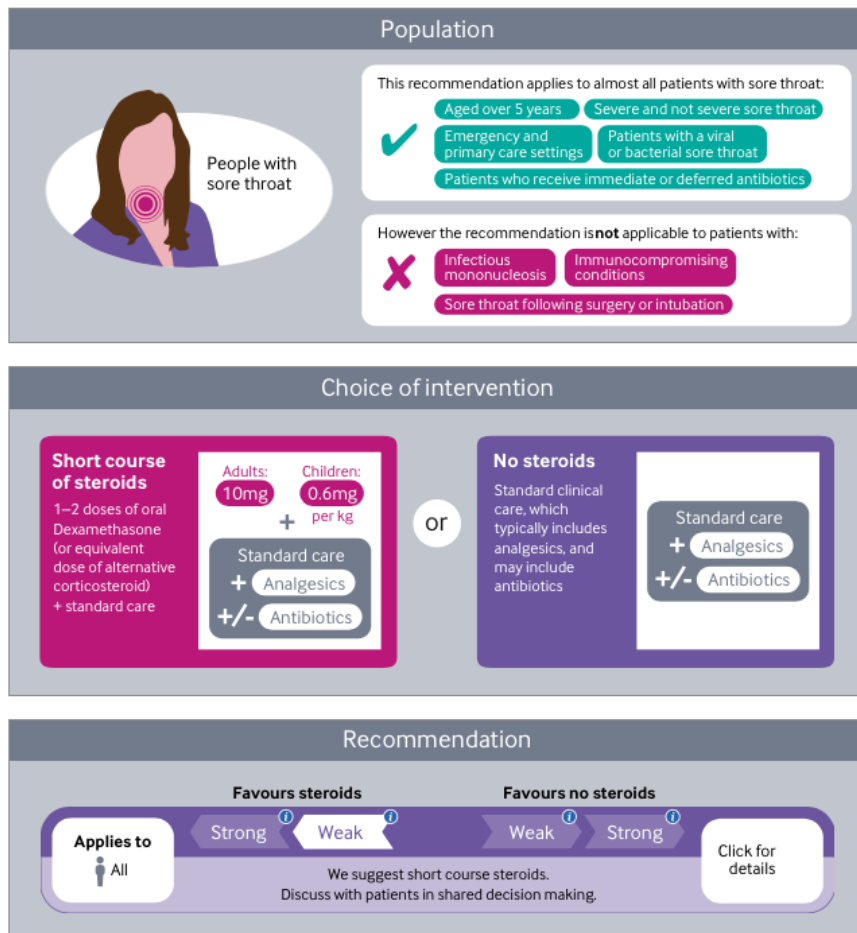 Population
People with
sore throat
This recommendation applies to almost all patients with sore throat:
Aged over 5 years
Severe and not severe sore throat
Emergency and
primary care settings
Patients with a viral
or bacterial sore throat
Patients who receive immediate or deferred antibiotics
However the recommendation is not applicable to patients with:
Infectious
mononucleosis
Immunocompromising
conditions
Sore throat following surgery or intubation
Choice of intervention
Short course
of steroids
1–2 doses of oral
Dexamethasone
(or equivalent
dose of alternative
corticosteroid)
+ standard care
Adults:
10mg
Children:
0.6mg
per kg
+
Standard care
+ Analgesics
+/- Antibiotics
or
No steroids
Standard clinical
care, which
typically includes
analgesics, and
may include
antibiotics
Standard care
+ Analgesics
+/- Antibiotics
Recommendation
Favours steroids
Favours no steroids
Applies to
All
Strong i
Weak i
Weak i
Strong i
We suggest short course steroids.
Discuss with patients in shared decision making.
Click for
details